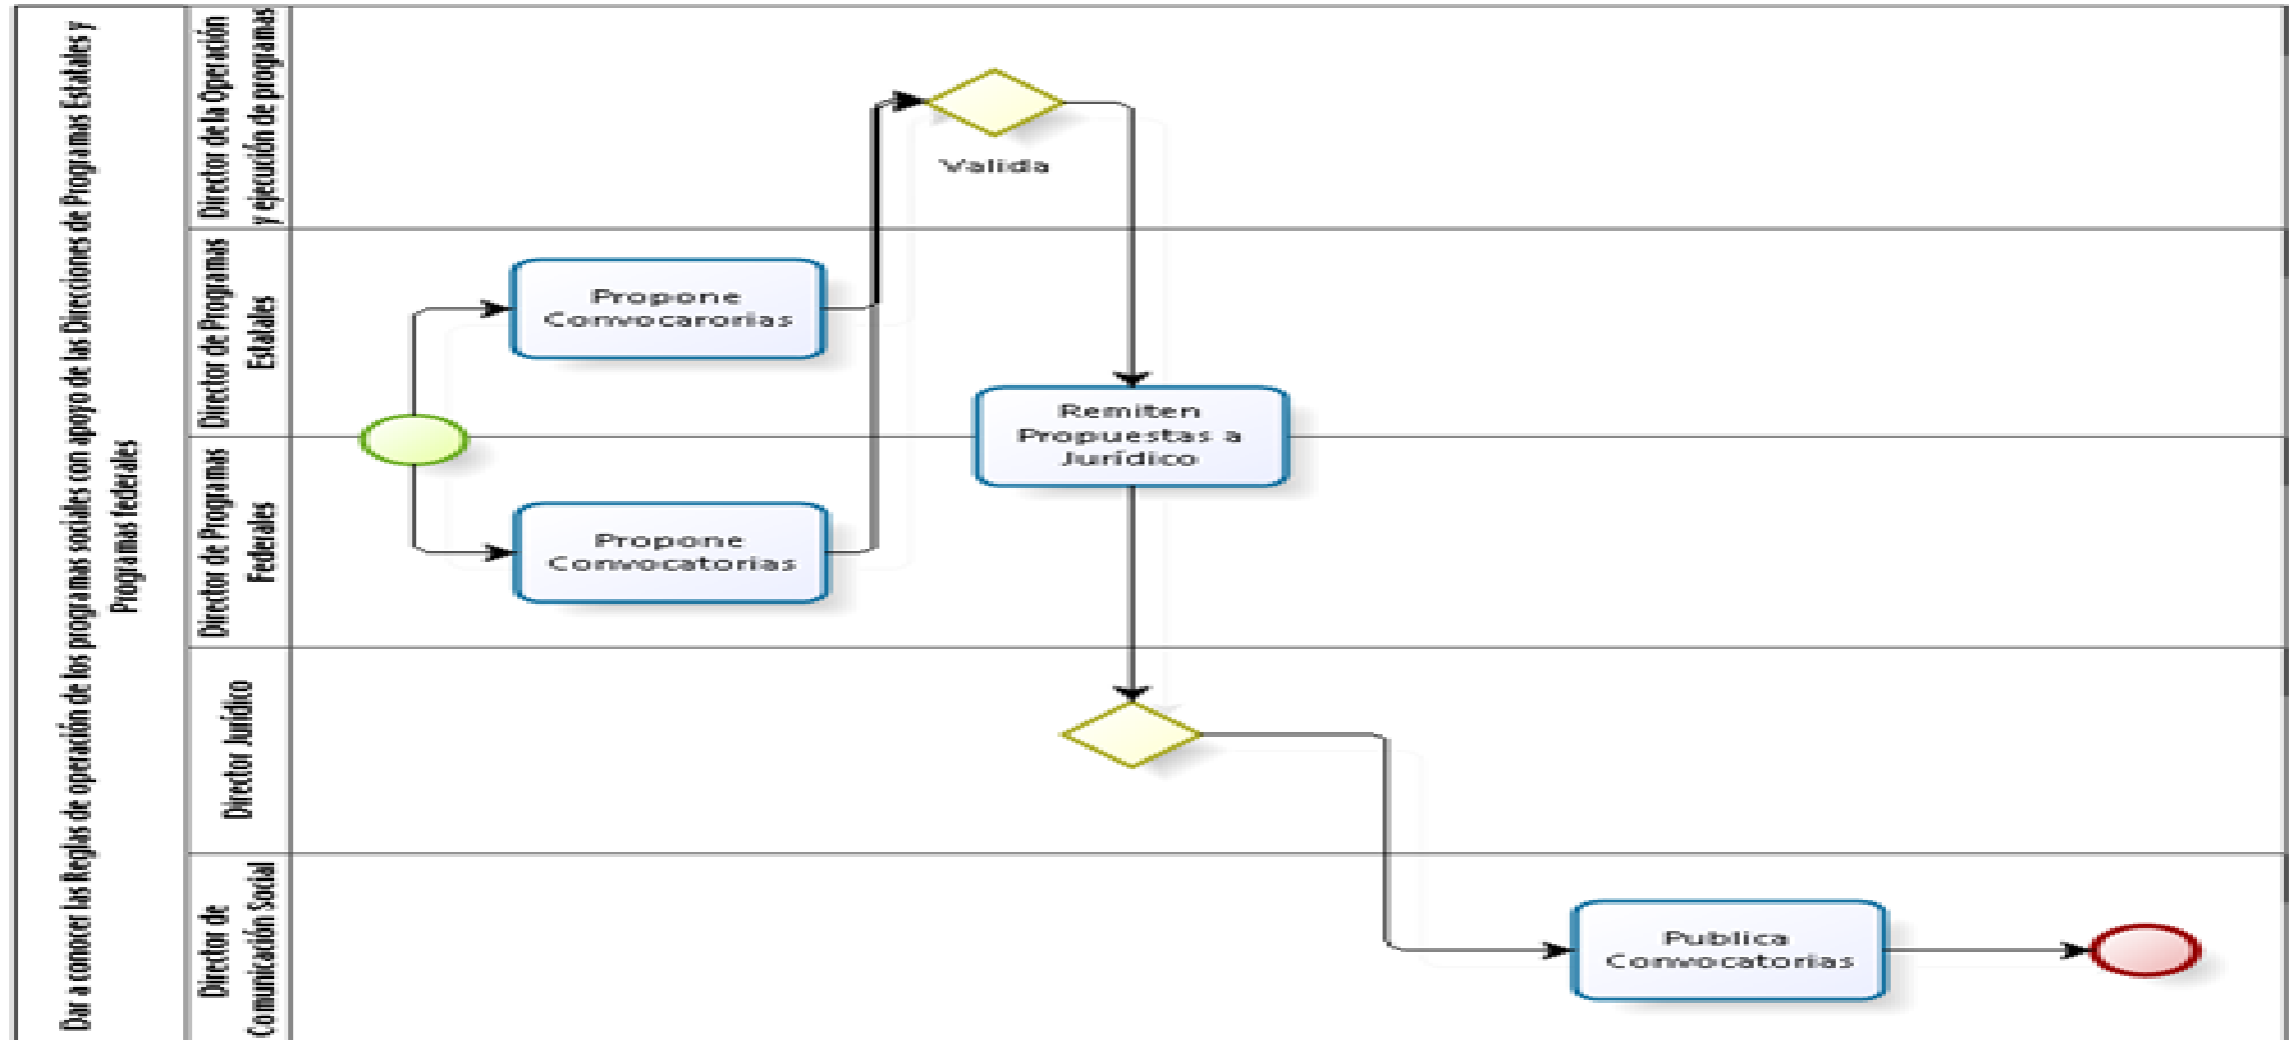 Dar a conocer las Reglas de operación de los programas sociales con apoyo de las Direcciones de Programas Estatales y
Programas federales
Director de la Operación
y ejecución de programas
Valida
Director de Programas
Estatales
Propone
Convocarorias
Remiten
Propuestas a
Jurídico
Director de Programas
Federales
Propone
Convocatorias
Director Jurídico
Director de
Comunicación Social
Publica
Convocatorias